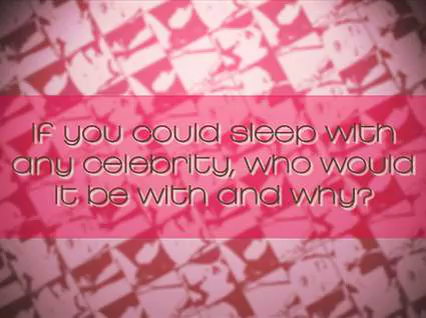 If you could sleep with
any celebrity, who would
it be with and why?